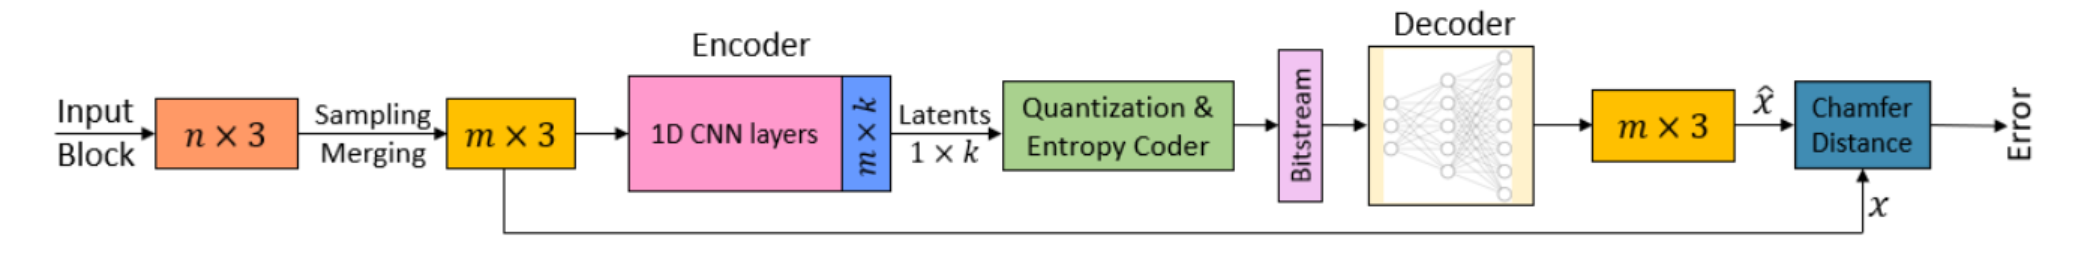 Input
Block
n × 3
Sampling
Merging
m × 3
Encoder
1D CNN layers
m × k
Latents
1 × k
Quantization &
Entropy Coder
Bitstream
Decoder
m × 3
x̂
Chamfer
Distance
x
Error